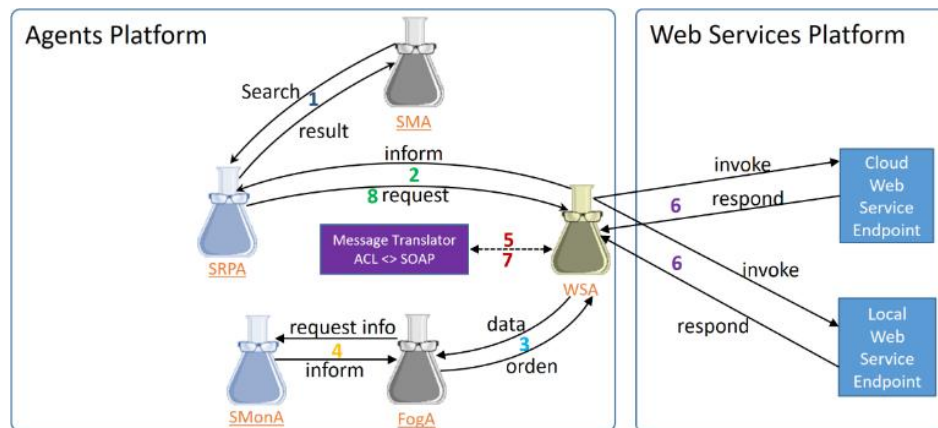 Agents Platform
Web Services Platform
SMA
Search
1
result
inform
2
8 request
SRPA
Message Translator
ACL <> SOAP
5
7
WSA
invoke
6
respond
Cloud
Web
Service
Endpoint
6
invoke
respond
Local
Web
Service
Endpoint
request info
4
inform
data
3
orden
SMonA
FogA